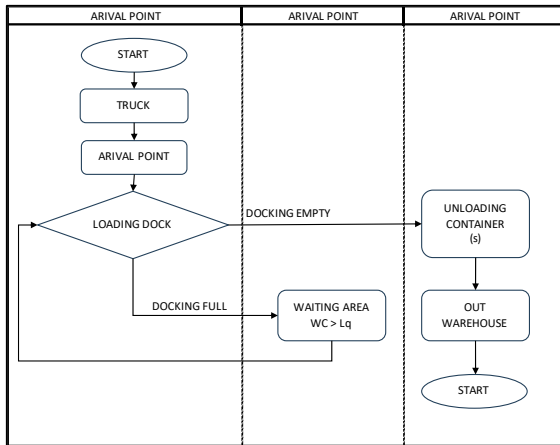 ARIVAL POINT
ARIVAL POINT
ARIVAL POINT
START
TRUCK
ARIVAL POINT
LOADING DOCK
DOCKING EMPTY
UNLOADING
CONTAINER
(s)
DOCKING FULL
WAITING AREA
WC > Lq
OUT
WAREHOUSE
START